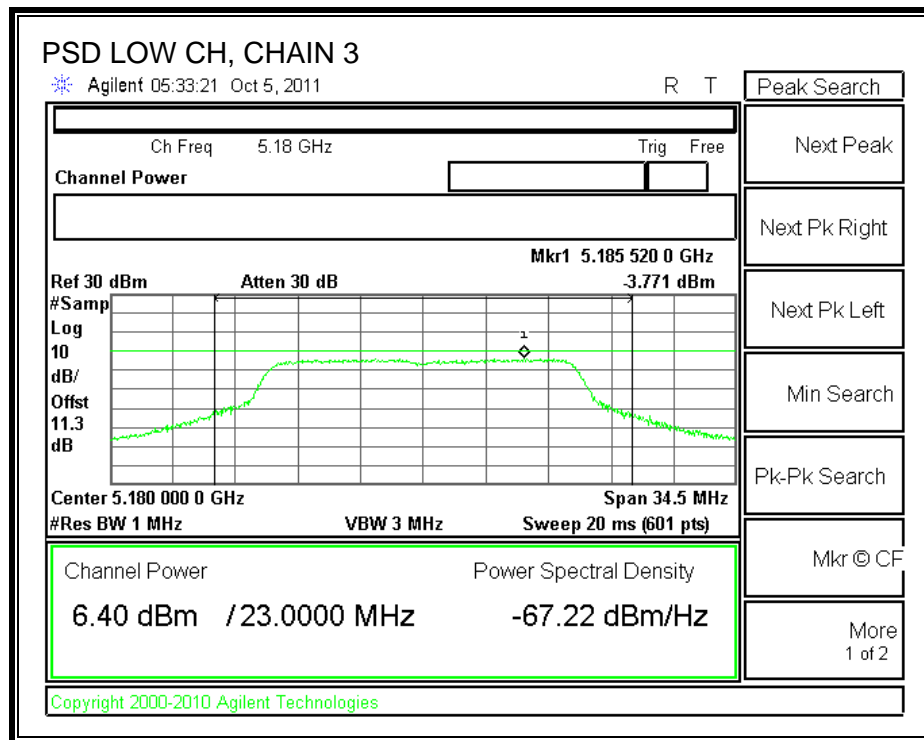 PSD LOW CH, CHAIN 3
Agilent 05:33:21 Oct 5, 2011
R T
Peak Search
Ch Freq 5.18 GHz
Trig Free
Next Peak
Channel Power
Next Pk Right
Mkr1 5.185 520 0 GHz
Ref 30 dBm
Atten 30 dB
-3.771 dBm
#Samp
Log
10
dB/
Offst
11.3
dB
1
Next Pk Left
Min Search
Pk-Pk Search
Center 5.180 000 0 GHz
Span 34.5 MHz
#Res BW 1 MHz
VBW 3 MHz
Sweep 20 ms (601 pts)
Channel Power
Power Spectral Density
Mkr © CF
6.40 dBm /23.0000 MHz
-67.22 dBm/Hz
More
1 of 2
Copyright 2000-2010 Agilent Technologies